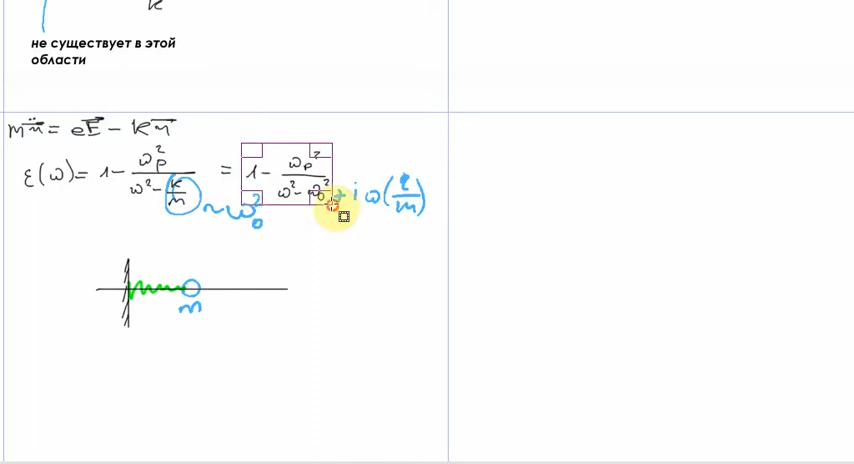 k
не существует в этой
области
m r̈ = eE⃗ − k r⃗
ε(ω) = 1 − ωp² / (ω² − k/m) = 1 − ωp² / (ω² − ω0²) + iω(η/m)
~ω0²
m